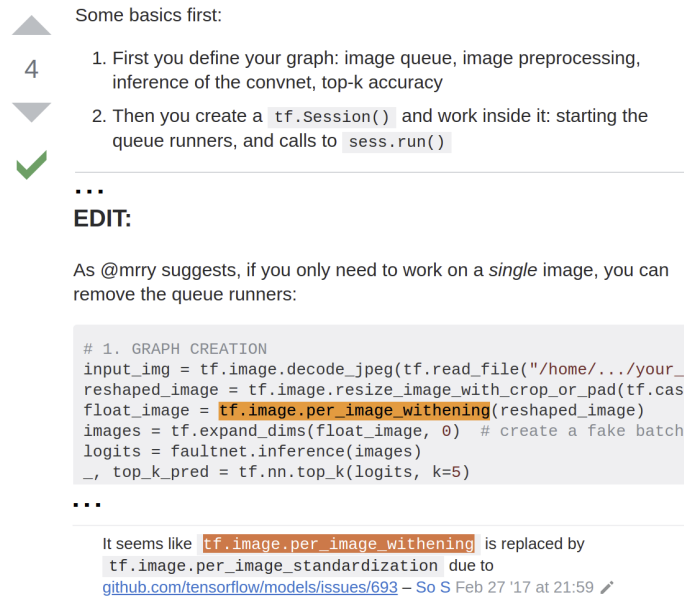 Some basics first:
1. First you define your graph: image queue, image preprocessing,
inference of the convnet, top-k accuracy
4
2. Then you create a tf.Session() and work inside it: starting the
queue runners, and calls to sess.run()
...
EDIT:
As @mrry suggests, if you only need to work on a single image, you can
remove the queue runners:
# 1. GRAPH CREATION
input_img = tf.image.decode_jpeg(tf.read_file("/home/.../your_
reshaped_image = tf.image.resize_image_with_crop_or_pad(tf.cas
float_image = tf.image.per_image_withening(reshaped_image)
images = tf.expand_dims(float_image, 0)  # create a fake batch
logits = faultnet.inference(images)
_, top_k_pred = tf.nn.top_k(logits, k=5)
...
It seems like tf.image.per_image_withening is replaced by
tf.image.per_image_standardization due to
github.com/tensorflow/models/issues/693 – So S Feb 27 '17 at 21:59